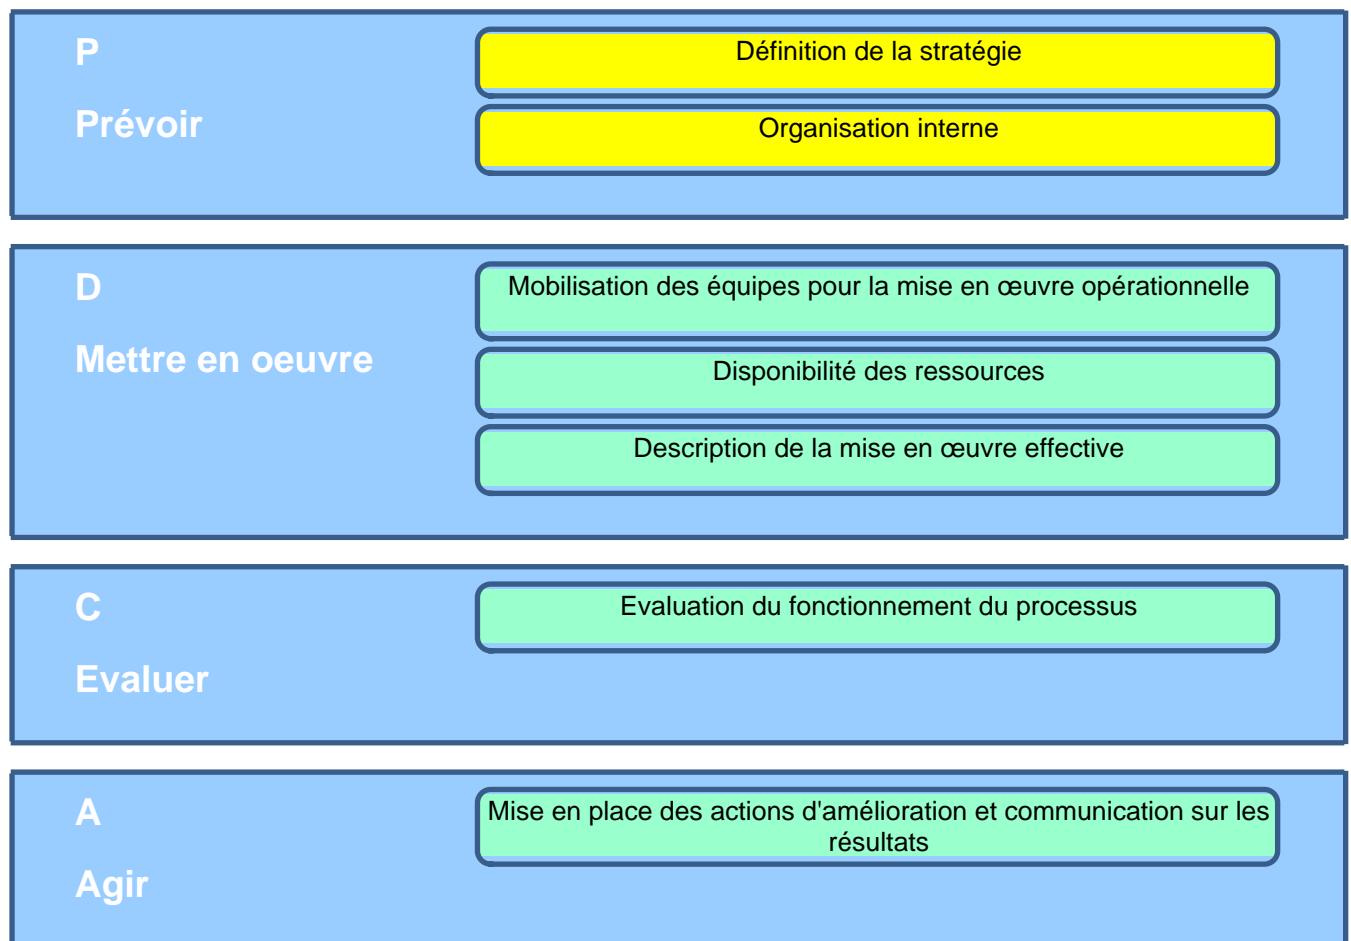 P
Prévoir
Définition de la stratégie
Organisation interne
D
Mettre en oeuvre
Mobilisation des équipes pour la mise en œuvre opérationnelle
Disponibilité des ressources
Description de la mise en œuvre effective
C
Evaluer
Evaluation du fonctionnement du processus
A
Agir
Mise en place des actions d'amélioration et communication sur les
résultats